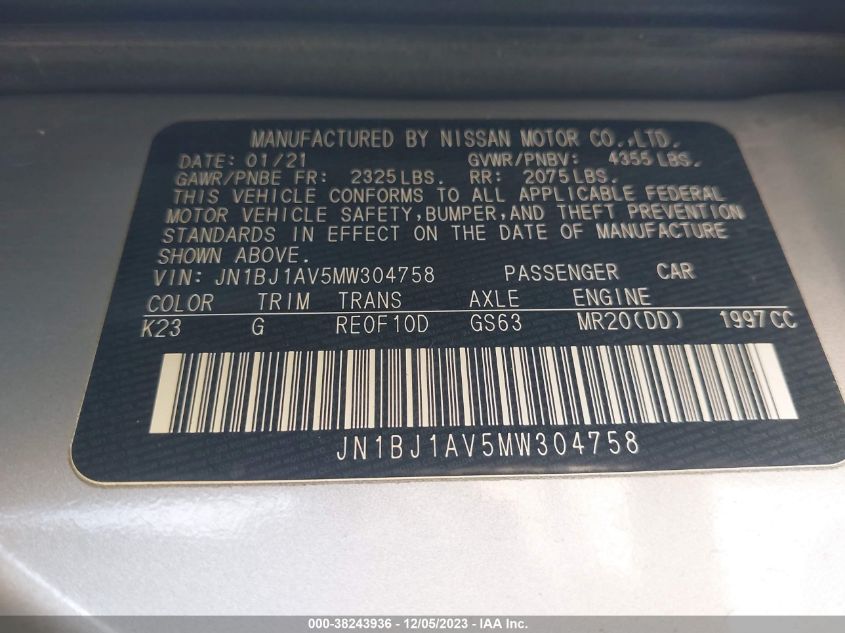 MANUFACTURED BY NISSAN MOTOR CO.,LTD.
DATE: 01/21 GVWR/PNBV: 4355 LBS.
GAWR/PNBE FR: 2325 LBS. RR: 2075 LBS.
THIS VEHICLE CONFORMS TO ALL APPLICABLE FEDERAL
MOTOR VEHICLE SAFETY,BUMPER,AND THEFT PREVENTION
STANDARDS IN EFFECT ON THE DATE OF MANUFACTURE
SHOWN ABOVE.
VIN: JN1BJ1AV5MW304758 PASSENGER CAR
COLOR TRIM TRANS AXLE ENGINE
K23 G RE0F10D GS63 MR20(DD) 1997CC
JN1BJ1AV5MW304758
000-38243936 - 12/05/2023 - IAA Inc.